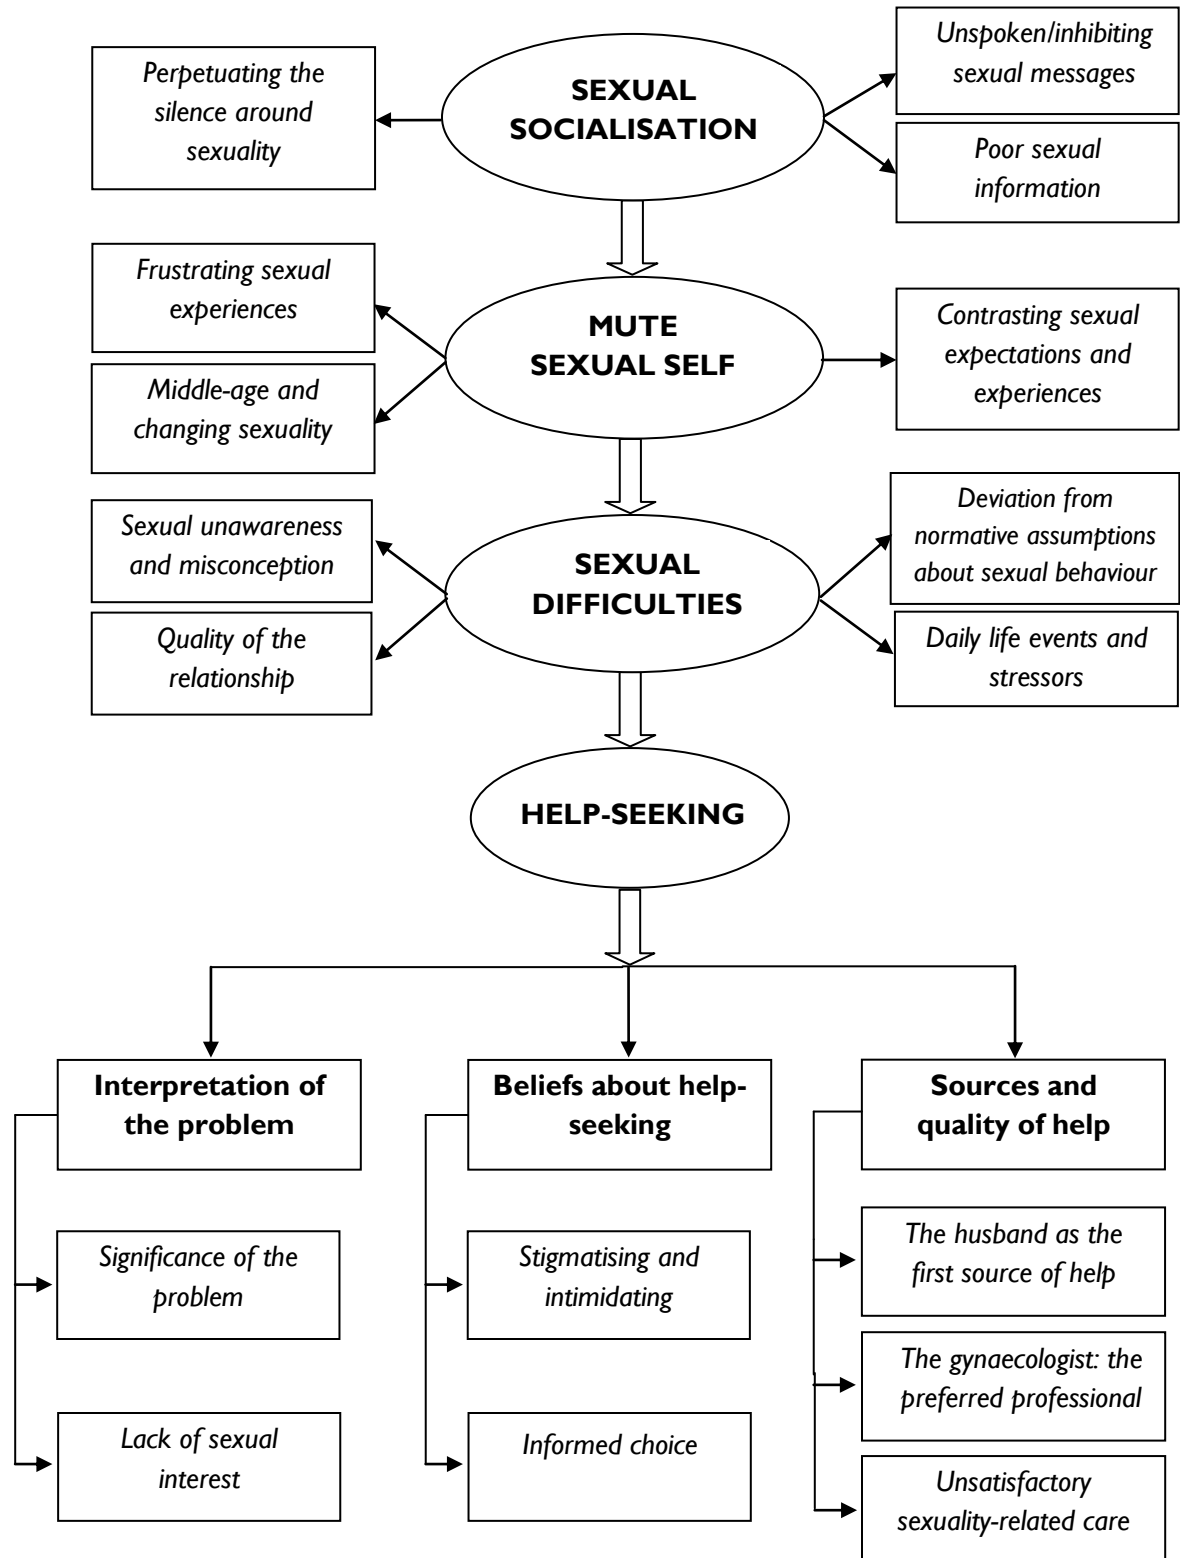 Perpetuating the
silence around
sexuality
SEXUAL
SOCIALISATION
Unspoken/inhibiting
sexual messages
Poor sexual
information
Frustrating sexual
experiences
Middle-age and
changing sexuality
MUTE
SEXUAL SELF
Contrasting sexual
expectations and
experiences
Sexual unawareness
and misconception
Quality of the
relationship
SEXUAL
DIFFICULTIES
Deviation from
normative assumptions
about sexual behaviour
Daily life events and
stressors
HELP-SEEKING
Interpretation of
the problem
Significance of the
problem
Lack of sexual
interest
Beliefs about help-
seeking
Stigmatising and
intimidating
Informed choice
Sources and
quality of help
The husband as the
first source of help
The gynaecologist: the
preferred professional
Unsatisfactory
sexuality-related care